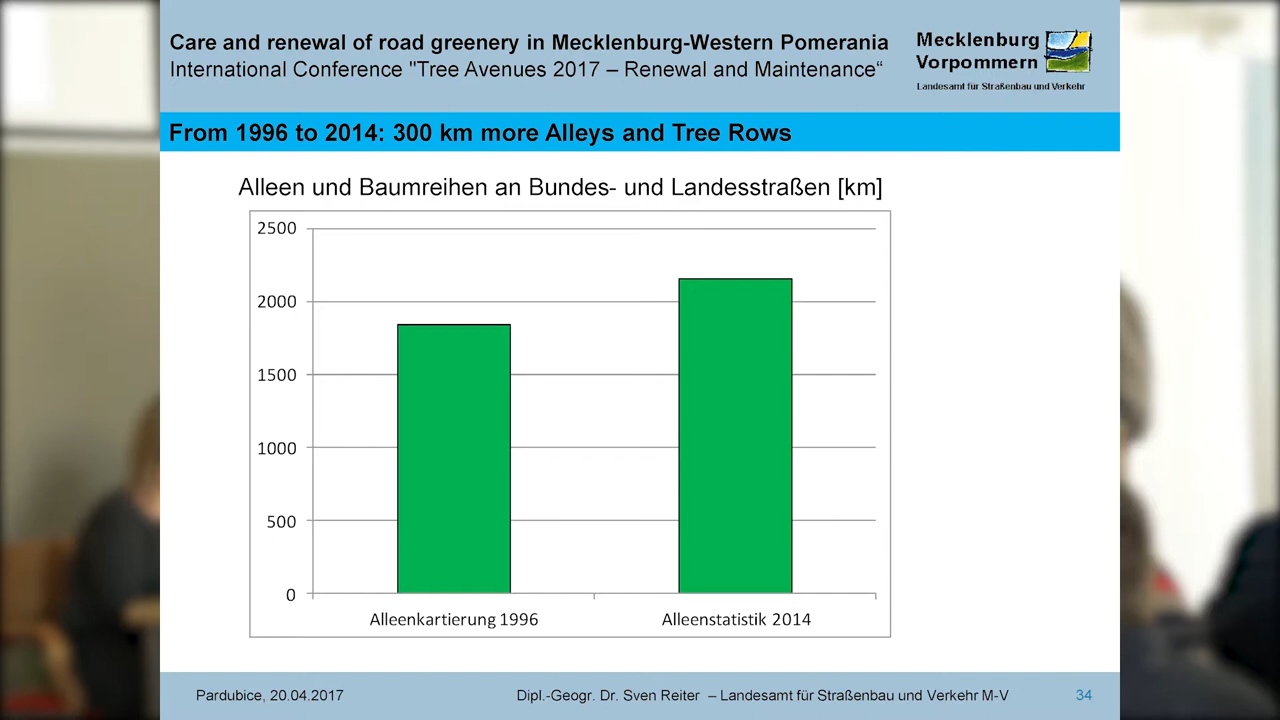 Care and renewal of road greenery in Mecklenburg-Western Pomerania
International Conference "Tree Avenues 2017 – Renewal and Maintenance“
Mecklenburg
Vorpommern
Landesamt für Straßenbau und Verkehr
From 1996 to 2014: 300 km more Alleys and Tree Rows
Alleen und Baumreihen an Bundes- und Landesstraßen [km]
2500
2000
1500
1000
500
0
Alleenkartierung 1996
Alleenstatistik 2014
Pardubice, 20.04.2017
Dipl.-Geogr. Dr. Sven Reiter – Landesamt für Straßenbau und Verkehr M-V
34